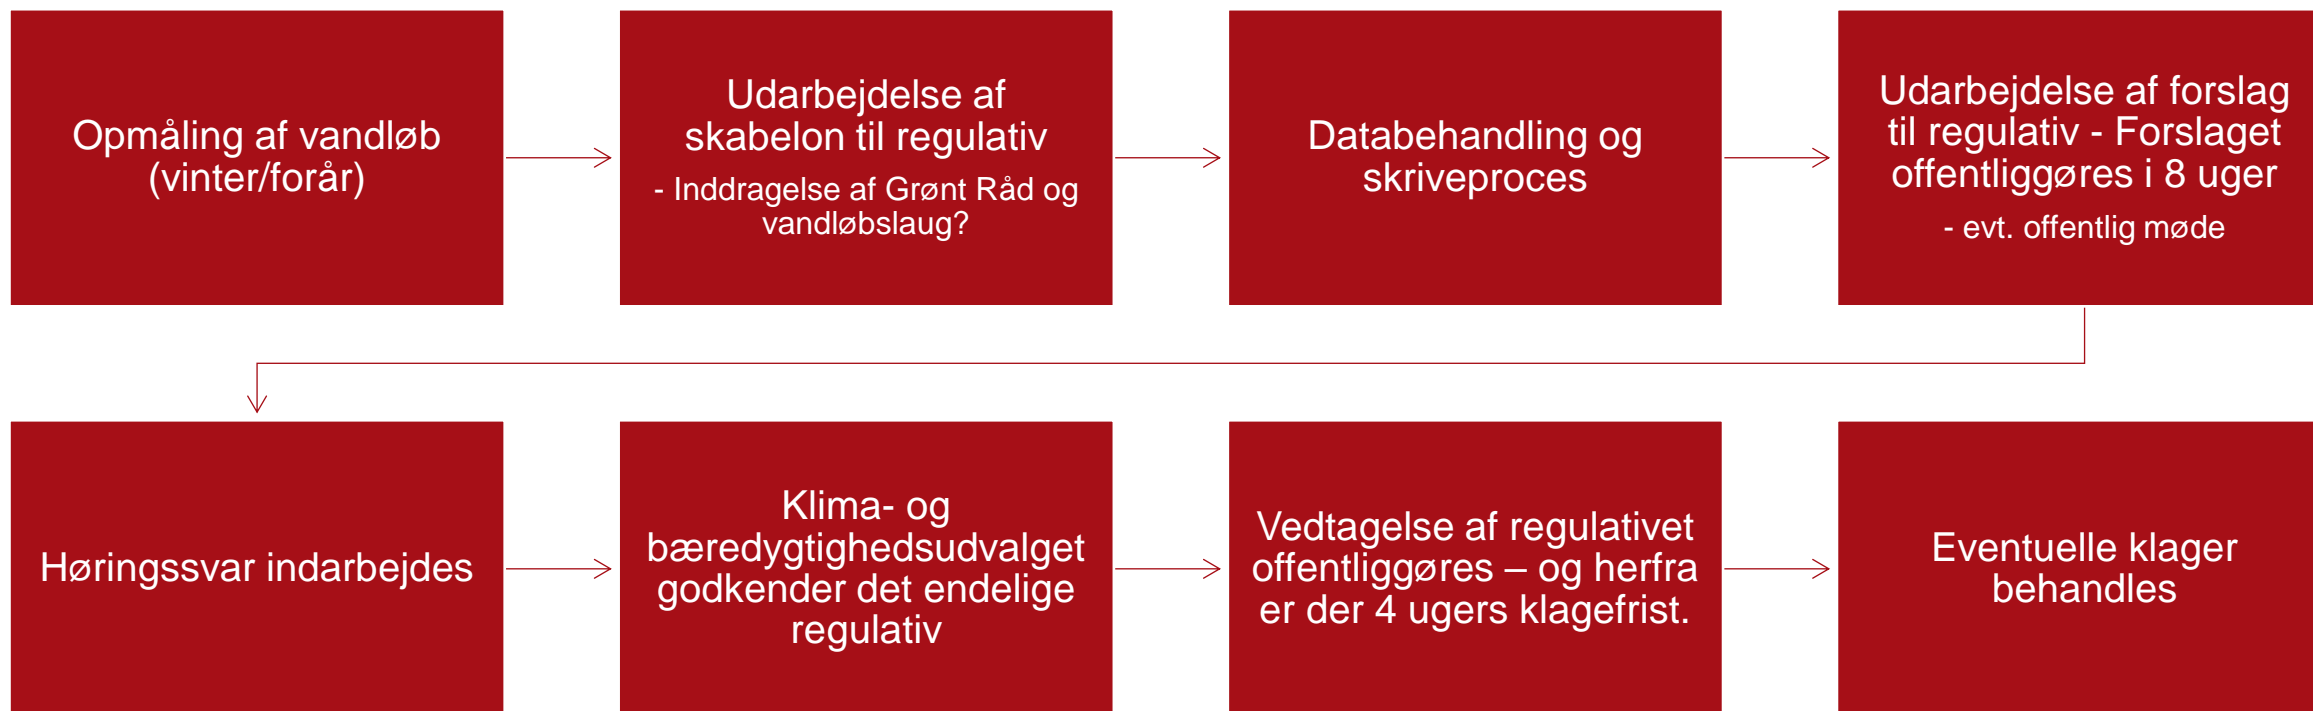 Opmåling af vandløb
(vinter/forår)
Udarbejdelse af
skabelon til regulativ
- Inddragelse af Grønt Råd og
vandløbslaug?
Databehandling og
skriveproces
Udarbejdelse af forslag
til regulativ - Forslaget
offentliggøres i 8 uger
- evt. offentlig møde
Høringssvar indarbejdes
Klima- og
bæredygtighedsudvalget
godkender det endelige
regulativ
Vedtagelse af regulativet
offentliggøres – og herfra
er der 4 ugers klagefrist.
Eventuelle klager
behandles